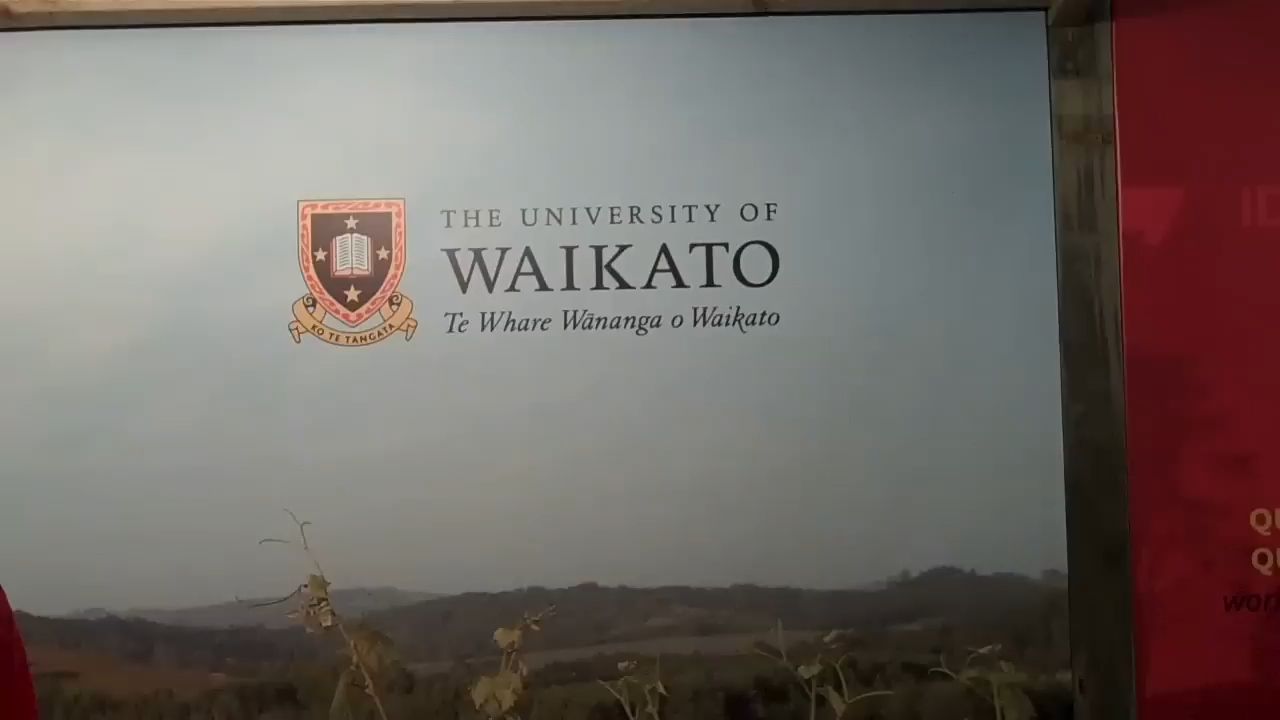 THE UNIVERSITY OF
WAIKATO
Te Whare Wānanga o Waikato
KO TE TANGATA